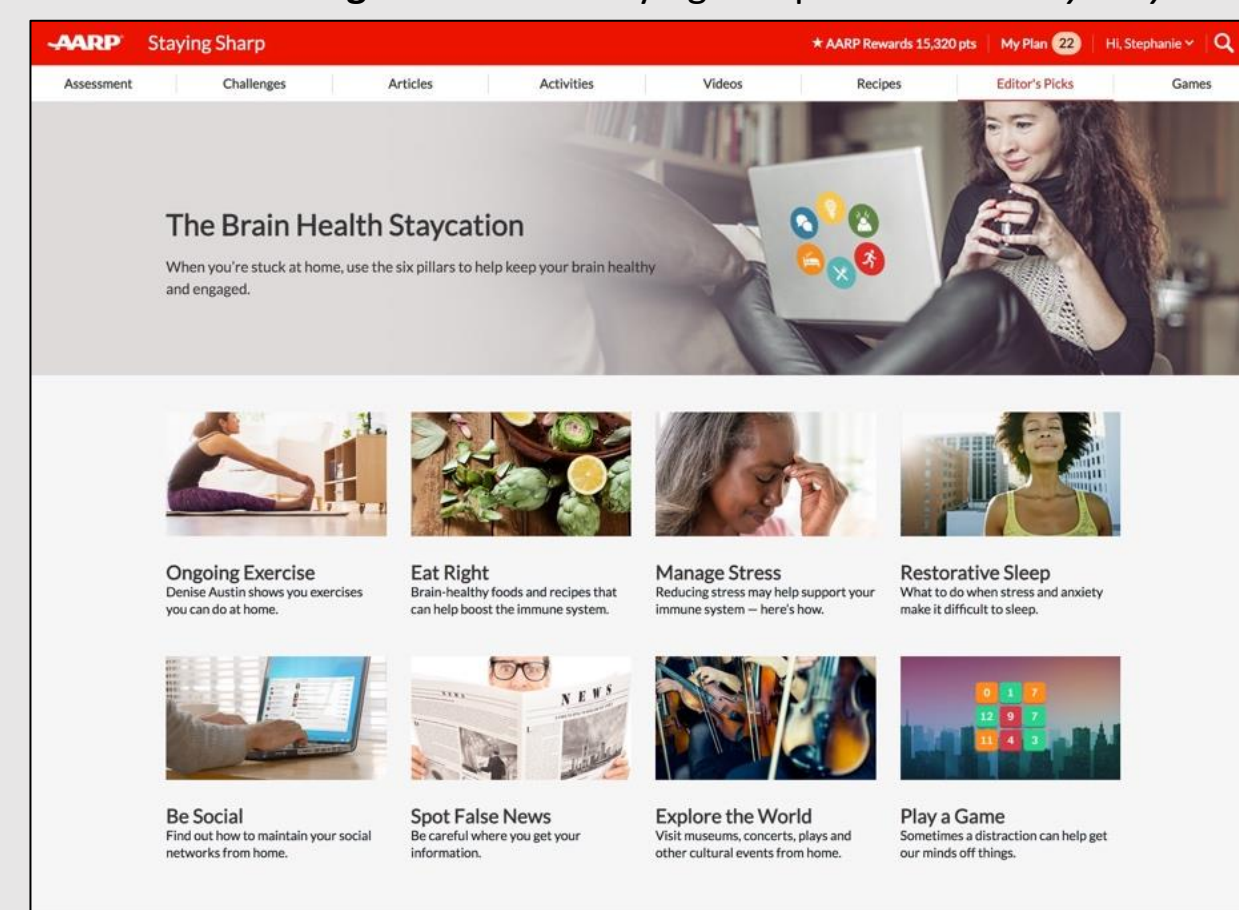 AARP Staying Sharp ★ AARP Rewards 15,320 pts My Plan 22 Hi, Stephanie
Assessment Challenges Articles Activities Videos Recipes Editor's Picks Games
The Brain Health Staycation
When you're stuck at home, use the six pillars to help keep your brain healthy
and engaged.
Ongoing Exercise
Denise Austin shows you exercises
you can do at home.
Eat Right
Brain-healthy foods and recipes that
can help boost the immune system.
Manage Stress
Reducing stress may help support your
immune system — here's how.
Restorative Sleep
What to do when stress and anxiety
make it difficult to sleep.
NEWS
NEWS
0 1 7
12 9 7
11 4 3
Be Social
Find out how to maintain your social
networks from home.
Spot False News
Be careful where you get your
information.
Explore the World
Visit museums, concerts, plays and
other cultural events from home.
Play a Game
Sometimes a distraction can help get
our minds off things.